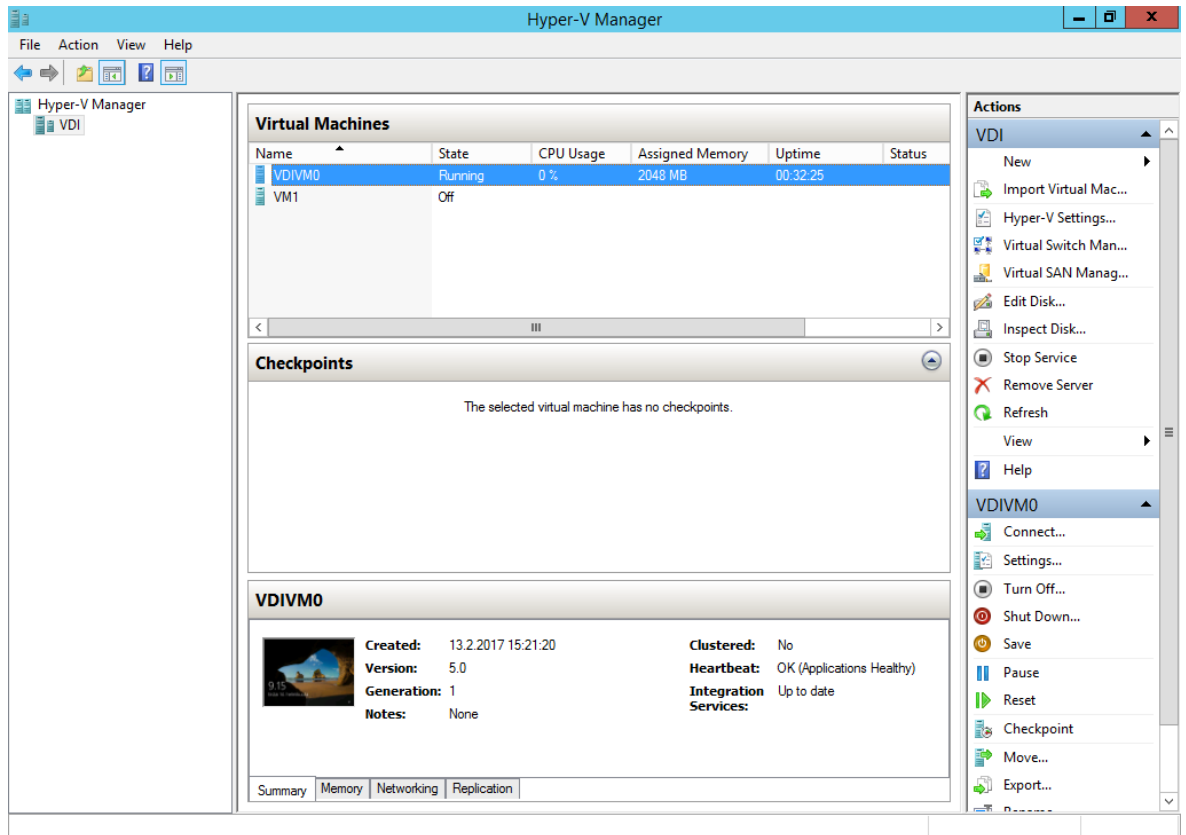 Hyper-V Manager
File Action View Help
Hyper-V Manager
VDI
Virtual Machines
Name State CPU Usage Assigned Memory Uptime Status
VDIVM0 Running 0 % 2048 MB 00:32:25
VM1 Off
Checkpoints
The selected virtual machine has no checkpoints.
VDIVM0
9.15
Created: 13.2.2017 15:21:20
Version: 5.0
Generation: 1
Notes: None
Clustered: No
Heartbeat: OK (Applications Healthy)
Integration Services: Up to date
Summary Memory Networking Replication
Actions
VDI
New
Import Virtual Mac...
Hyper-V Settings...
Virtual Switch Man...
Virtual SAN Manag...
Edit Disk...
Inspect Disk...
Stop Service
Remove Server
Refresh
View
Help
VDIVM0
Connect...
Settings...
Turn Off...
Shut Down...
Save
Pause
Reset
Checkpoint
Move...
Export...